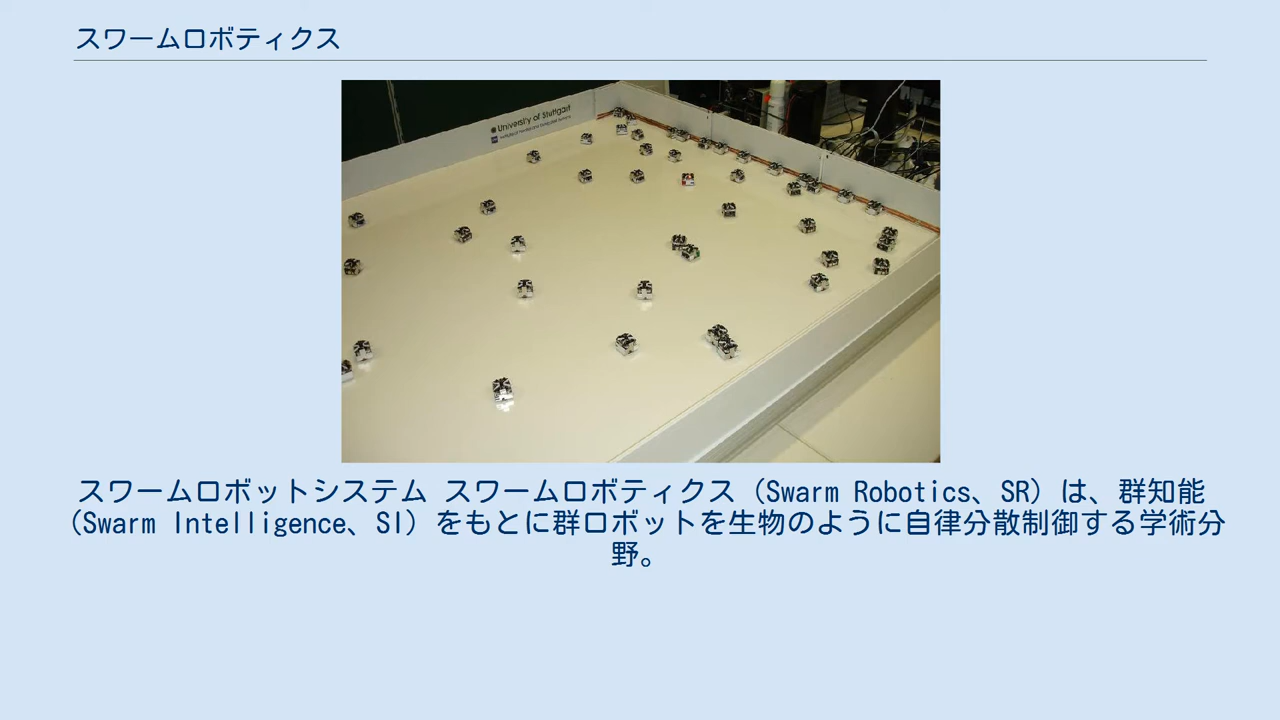 スワームロボティクス
University of Stuttgart
スワームロボットシステム スワームロボティクス（Swarm Robotics、SR）は、群知能
（Swarm Intelligence、SI）をもとに群ロボットを生物のように自律分散制御する学術分
野。